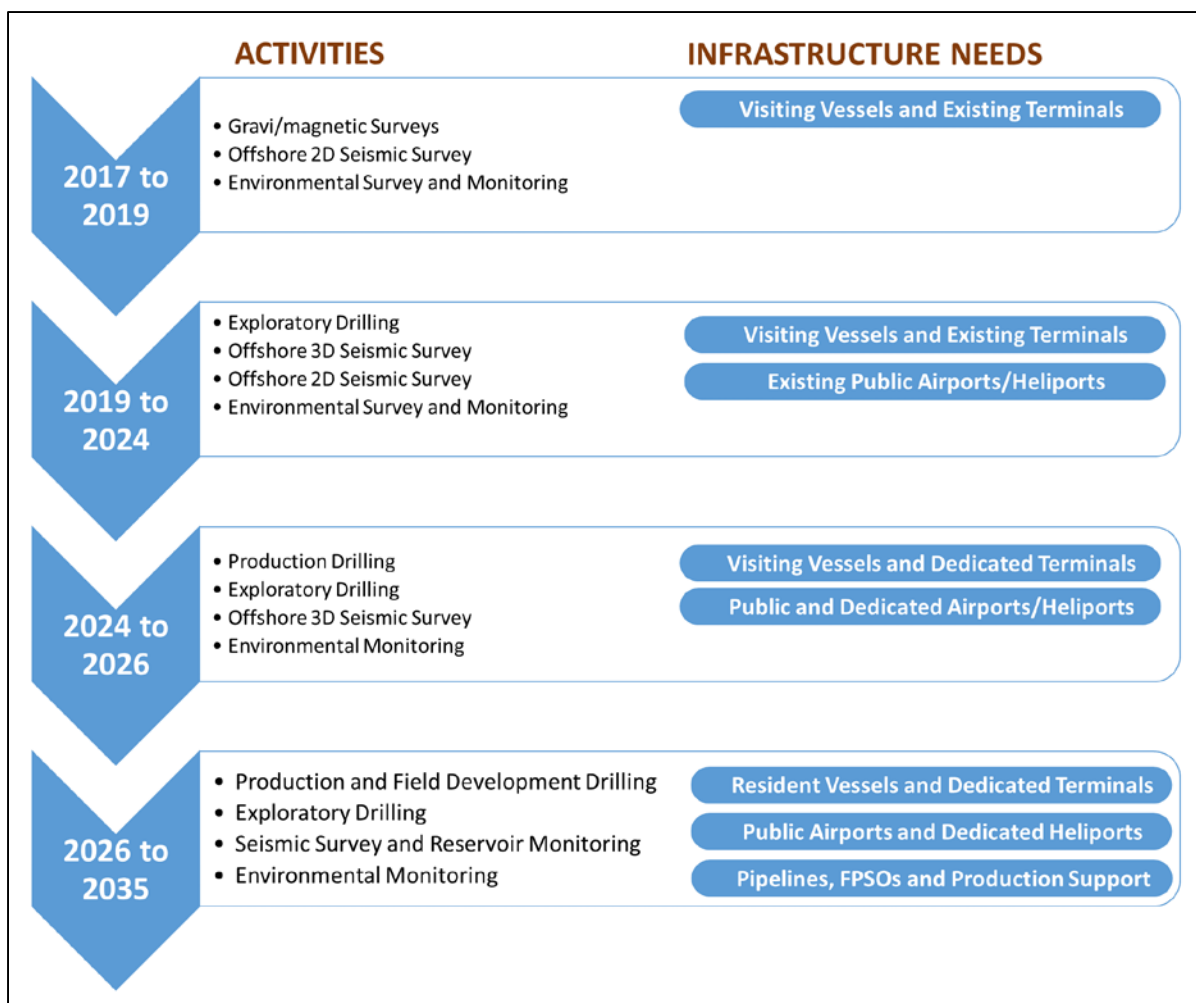 ACTIVITIES
INFRASTRUCTURE NEEDS
2017 to
2019
• Gravi/magnetic Surveys
• Offshore 2D Seismic Survey
• Environmental Survey and Monitoring
Visiting Vessels and Existing Terminals
2019 to
2024
• Exploratory Drilling
• Offshore 3D Seismic Survey
• Offshore 2D Seismic Survey
• Environmental Survey and Monitoring
Visiting Vessels and Existing Terminals
Existing Public Airports/Heliports
2024 to
2026
• Production Drilling
• Exploratory Drilling
• Offshore 3D Seismic Survey
• Environmental Monitoring
Visiting Vessels and Dedicated Terminals
Public and Dedicated Airports/Heliports
2026 to
2035
• Production and Field Development Drilling
• Exploratory Drilling
• Seismic Survey and Reservoir Monitoring
• Environmental Monitoring
Resident Vessels and Dedicated Terminals
Public Airports and Dedicated Heliports
Pipelines, FPSOs and Production Support